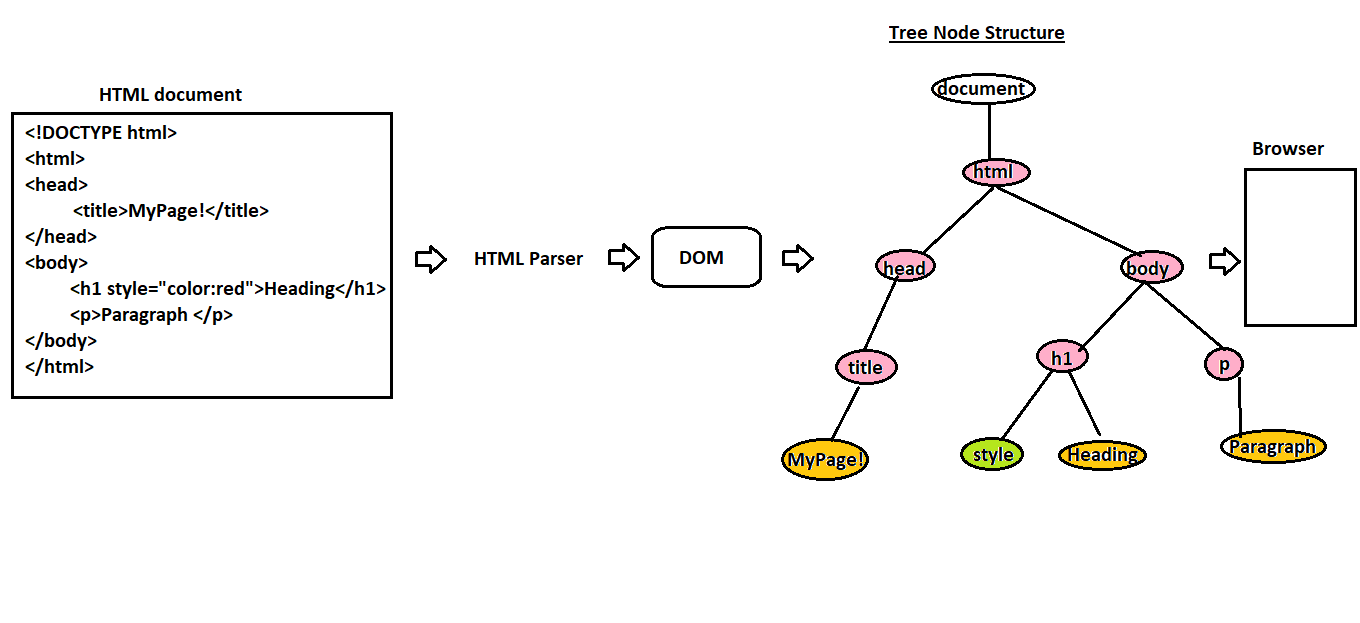 Tree Node Structure
HTML document
<!DOCTYPE html>
<html>
<head>
<title>MyPage!</title>
</head>
<body>
<h1 style="color:red">Heading</h1>
<p>Paragraph </p>
</body>
</html>
HTML Parser
DOM
document
html
head
body
title
h1
p
MyPage!
style
Heading
Paragraph
Browser